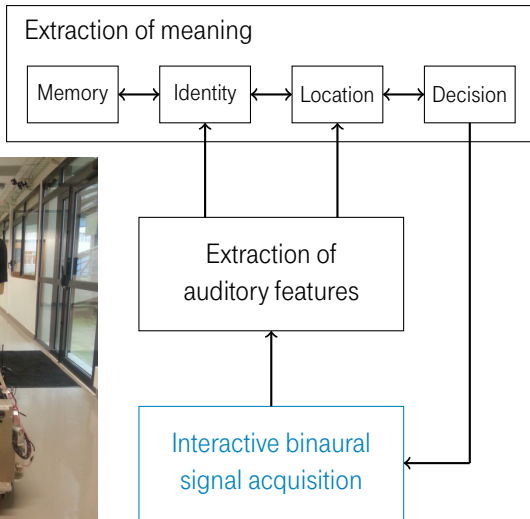 Extraction of meaning
Memory
Identity
Location
Decision
Extraction of
auditory features
Interactive binaural
signal acquisition